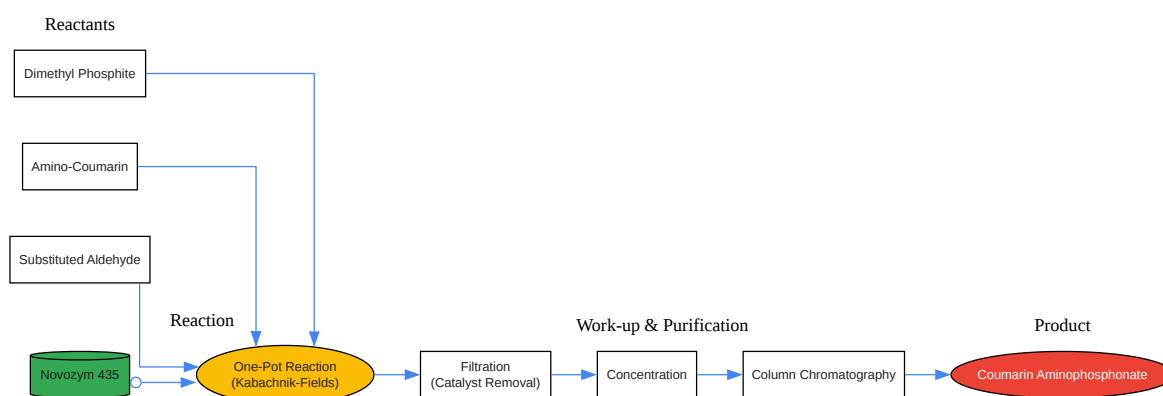 Reactants
Dimethyl Phosphite
Amino-Coumarin
Substituted Aldehyde
Reaction
Novozym 435
One-Pot Reaction
(Kabachnik-Fields)
Work-up & Purification
Filtration
(Catalyst Removal)
Concentration
Column Chromatography
Product
Coumarin Aminophosphonate